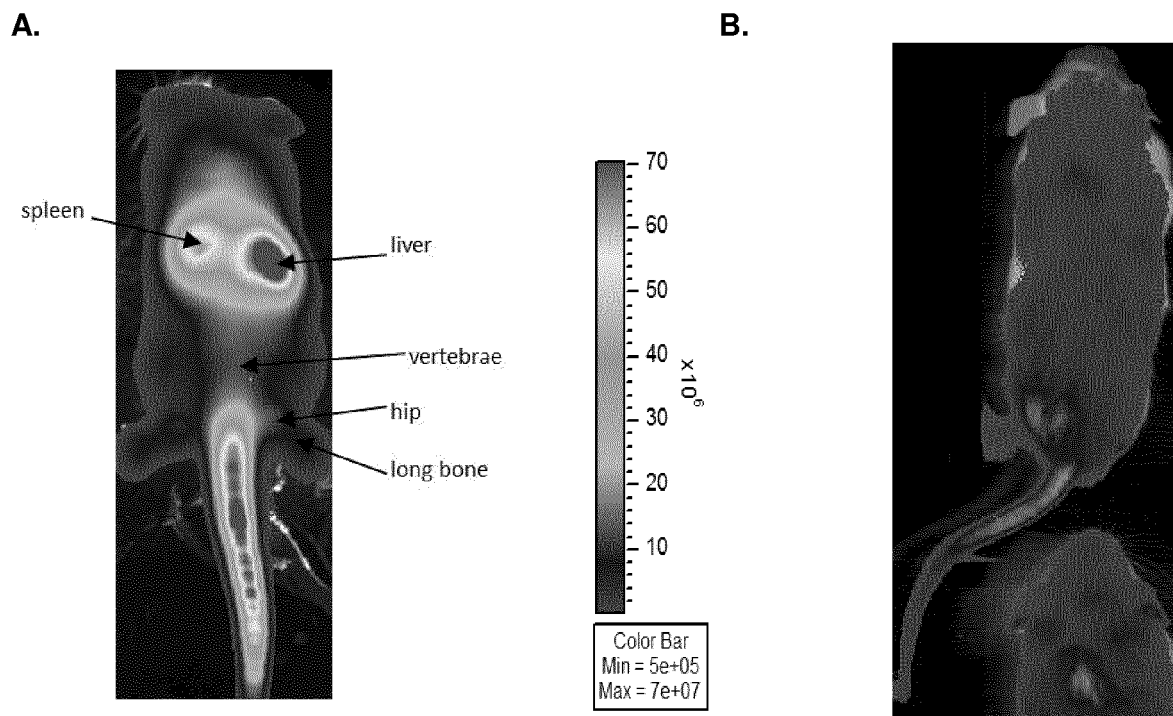 A.
B.
spleen
liver
vertebrae
hip
long bone
70
60
50
40
30
20
10
x 10^6
Color Bar
Min = 5e+05
Max = 7e+07